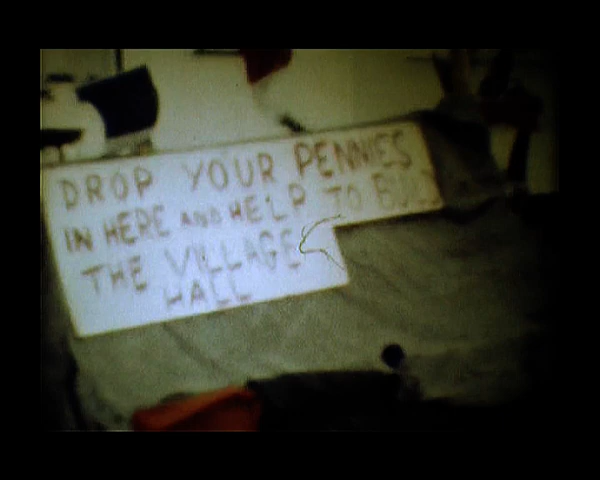 DROP YOUR PENNIES
IN HERE AND HELP TO BUILD
THE VILLAGE
HALL